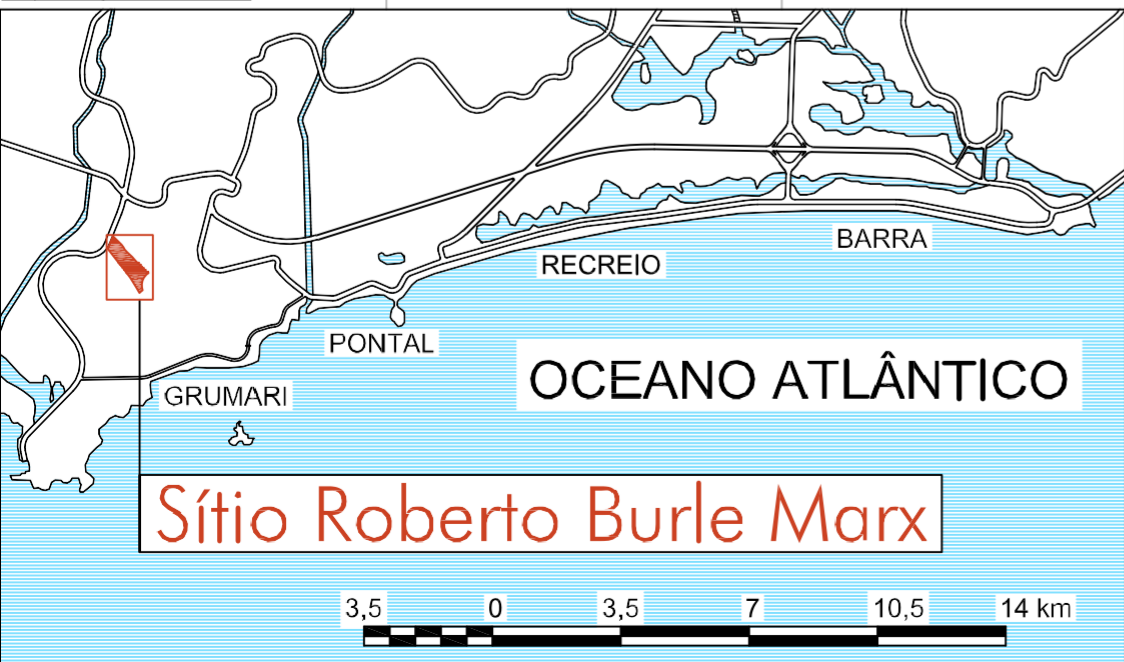 BARRA
RECREIO
PONTAL
OCEANO ATLÂNTICO
GRUMARI
Sítio Roberto Burle Marx
3,5 0 3,5 7 10,5 14 km